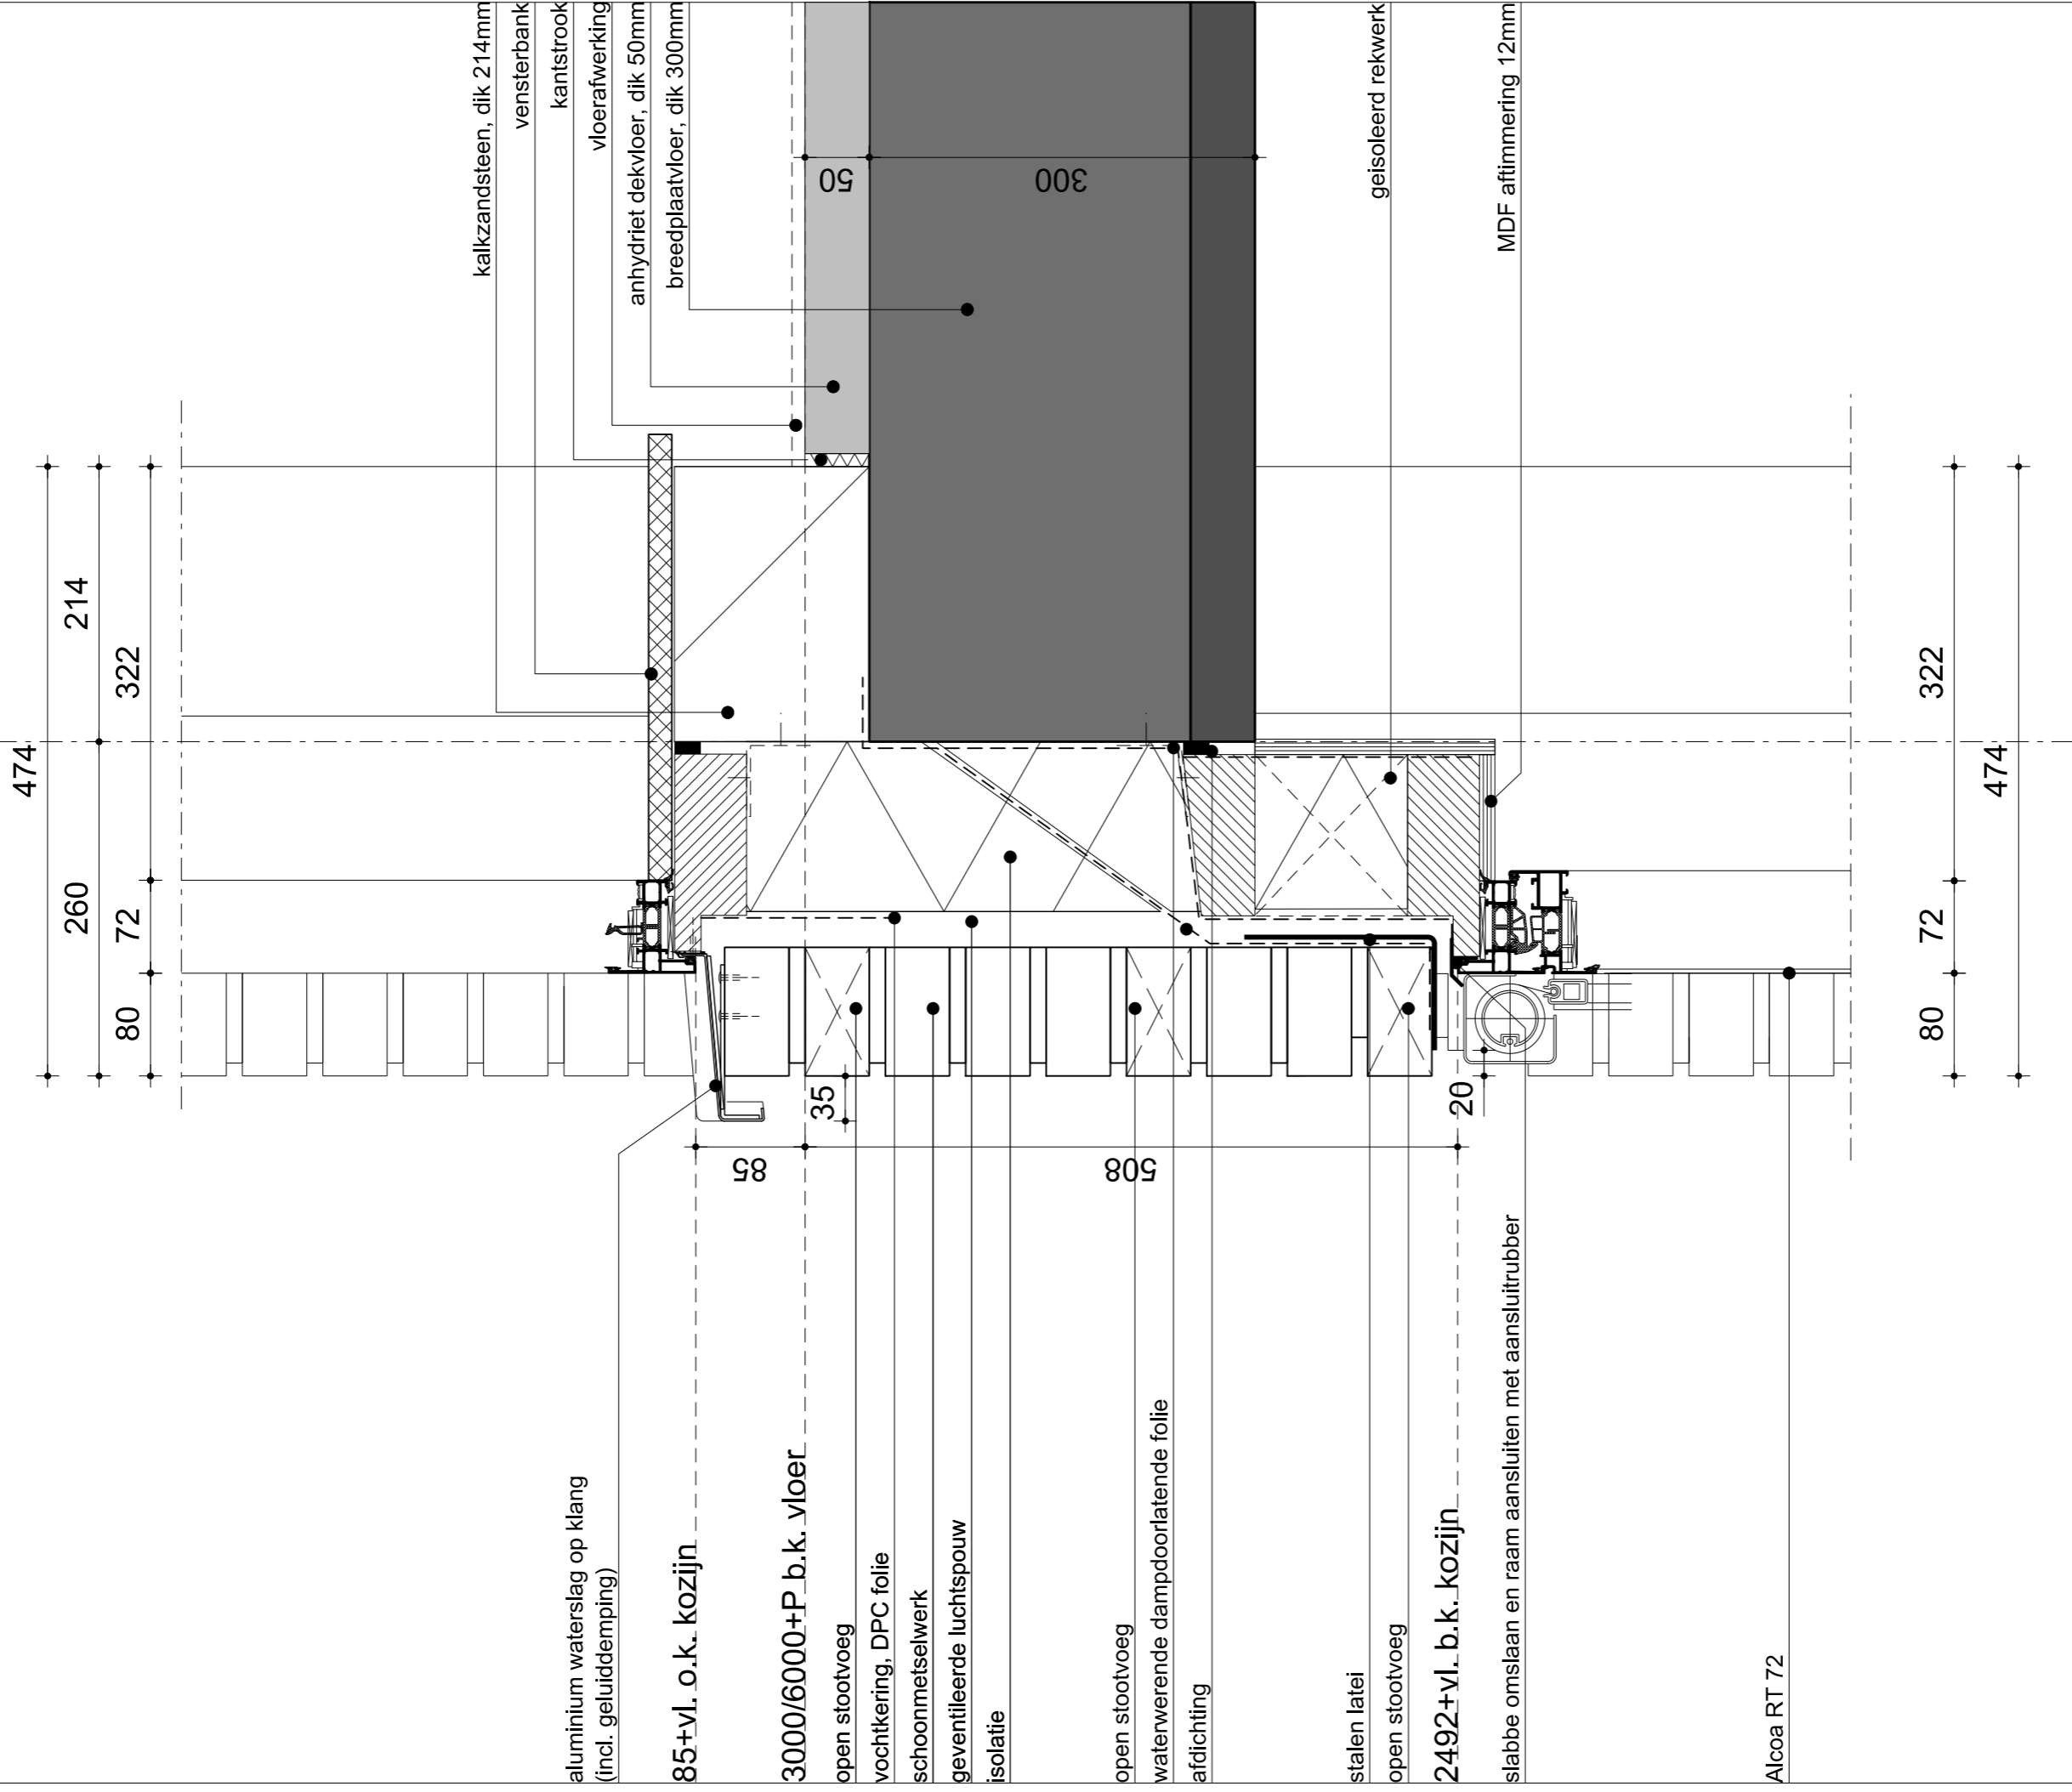 kalkzandsteen, dik 214mm
vensterbank
kantstrook
vloerafwerking
anhydriet dekvloer, dik 50mm
breedplaatvloer, dik 300mm
geisoleerd rekwerk
MDF aftimmering 12mm
50
300
474
214
260
322
72
80
322
72
80
474
35
20
85
508
aluminium waterslag op klang
(incl. geluiddemping)
85+vl. o.k. kozijn
3000/6000+P b.k. vloer
open stootvoeg
vochtkering, DPC folie
schoonmetselwerk
geventileerde luchtspouw
isolatie
open stootvoeg
waterwerende dampdoorlatende folie
afdichting
stalen latei
open stootvoeg
2492+vl. b.k. kozijn
slabbe omslaan en raam aansluiten met aansluitrubber
Alcoa RT 72